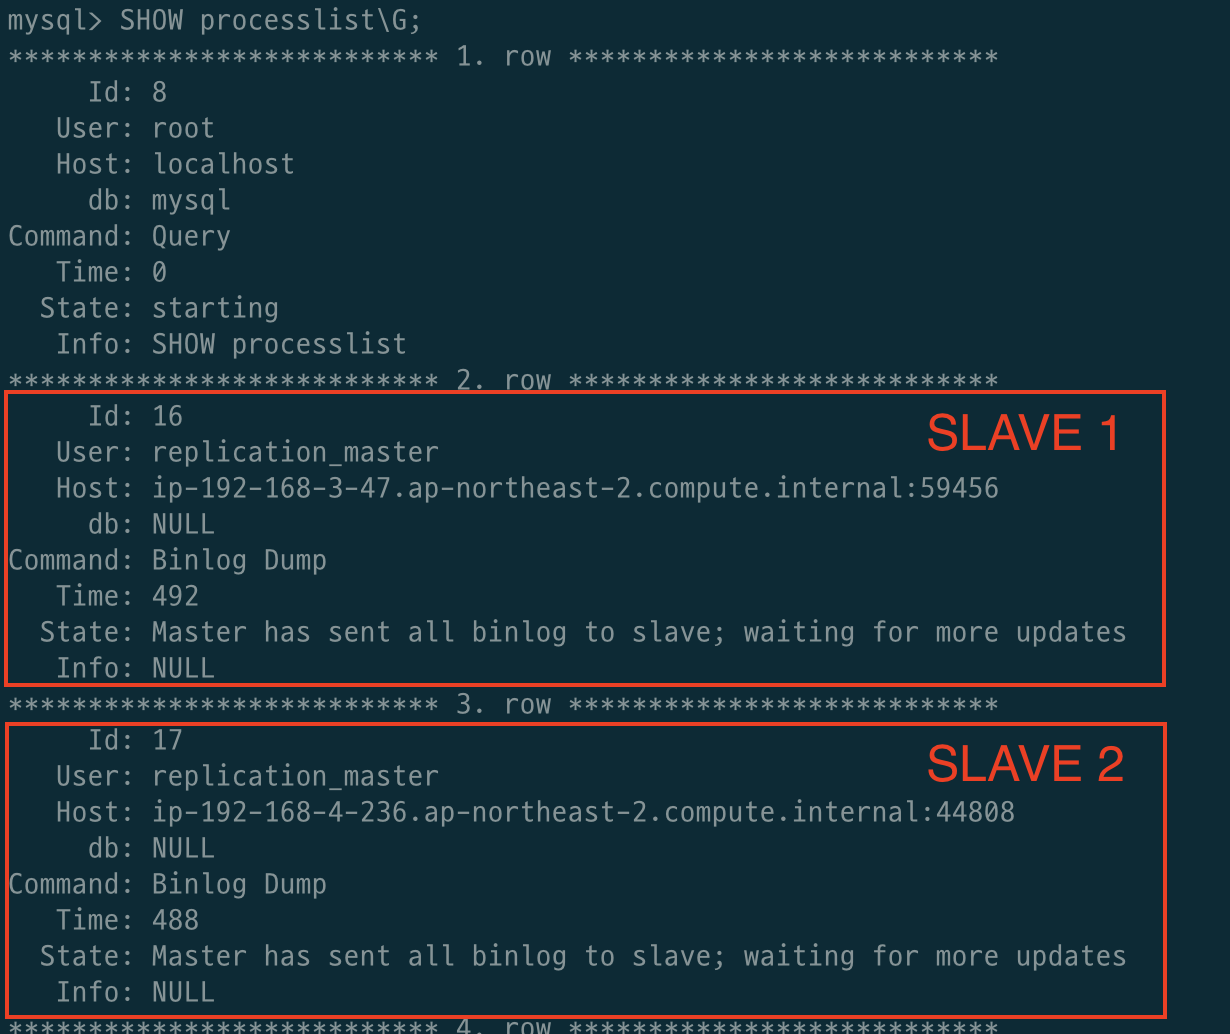 mysql> SHOW processlist\G;
*************************** 1. row ***************************
Id: 8
User: root
Host: localhost
db: mysql
Command: Query
Time: 0
State: starting
Info: SHOW processlist
*************************** 2. row ***************************
Id: 16
SLAVE 1
User: replication_master
Host: ip-192-168-3-47.ap-northeast-2.compute.internal:59456
db: NULL
Command: Binlog Dump
Time: 492
State: Master has sent all binlog to slave; waiting for more updates
Info: NULL
*************************** 3. row ***************************
Id: 17
SLAVE 2
User: replication_master
Host: ip-192-168-4-236.ap-northeast-2.compute.internal:44808
db: NULL
Command: Binlog Dump
Time: 488
State: Master has sent all binlog to slave; waiting for more updates
Info: NULL
*************************** 4. row ***************************